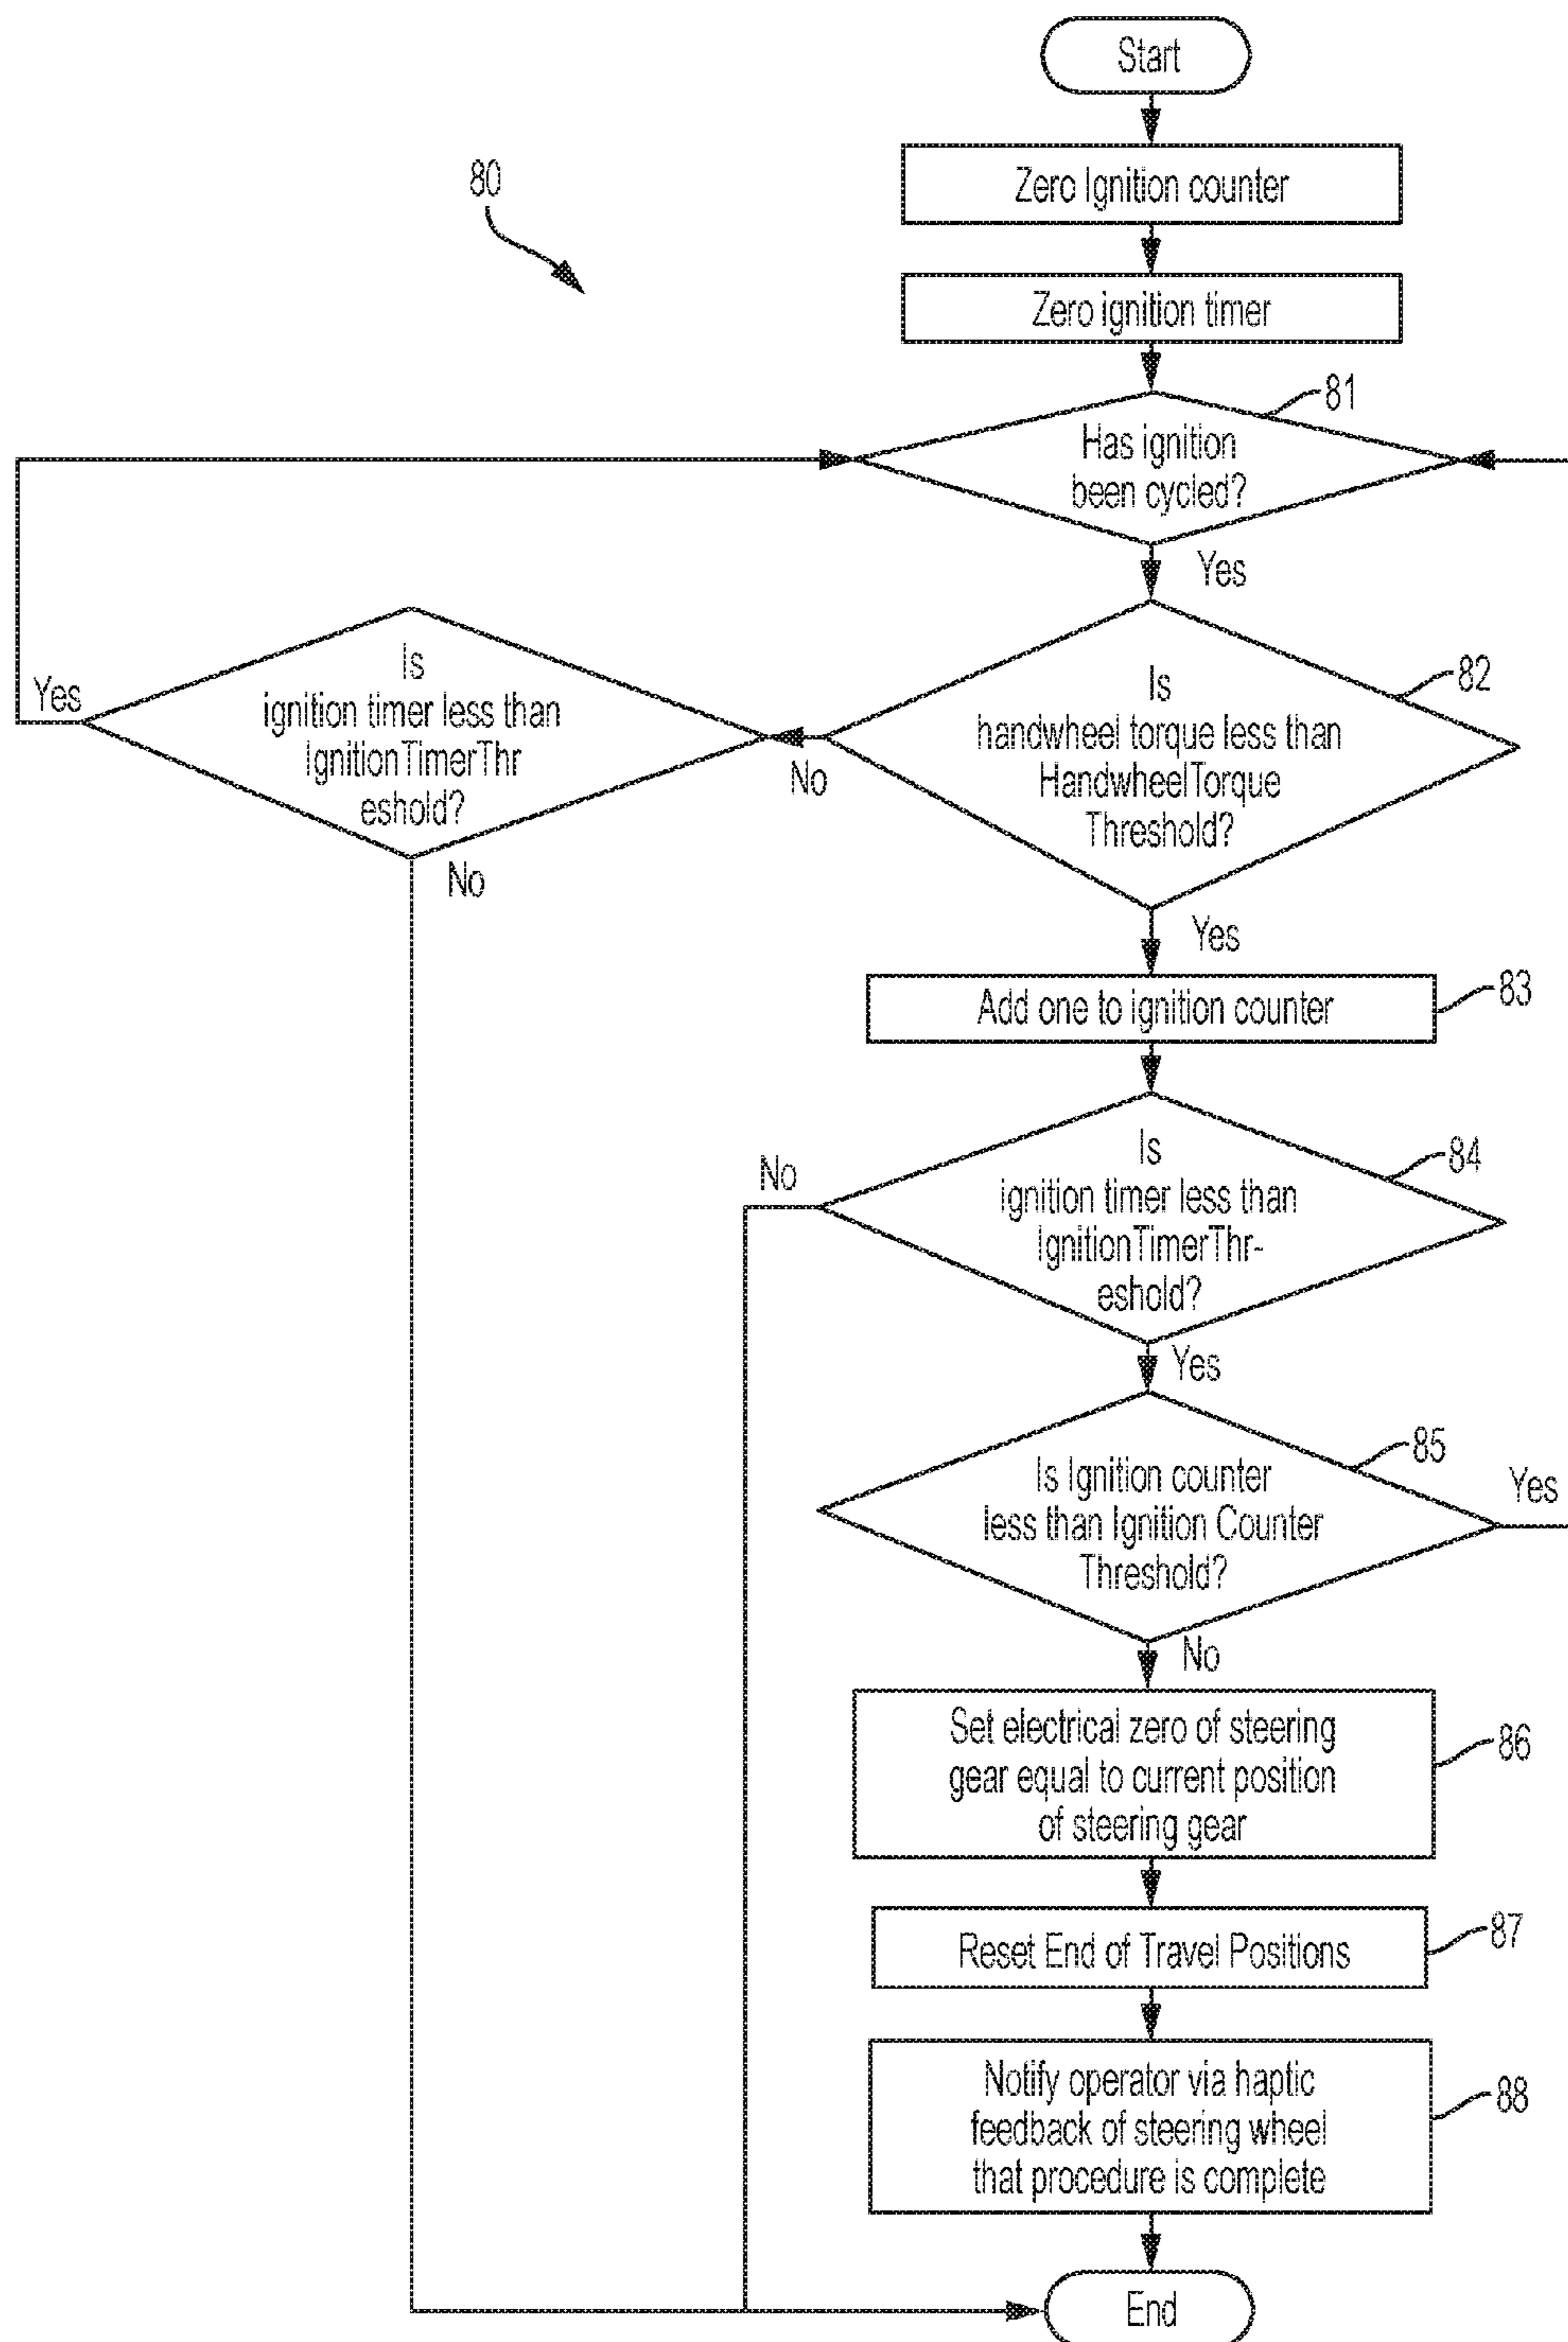 Start
Zero Ignition counter
80
Zero ignition timer
81
Has ignition
been cycled?
Yes
Is
ignition timer less than
IgnitionTimerThr
eshold?
Yes
No
No
82
Is
handwheel torque less than
HandwheelTorque
Threshold?
Yes
83
Add one to ignition counter
84
Is
ignition timer less than
IgnitionTimerThr-
eshold?
No
Yes
85
Is Ignition counter
less than Ignition Counter
Threshold?
Yes
No
Set electrical zero of steering
gear equal to current position
of steering gear
86
Reset End of Travel Positions
87
Notify operator via haptic
feedback of steering wheel
that procedure is complete
88
End